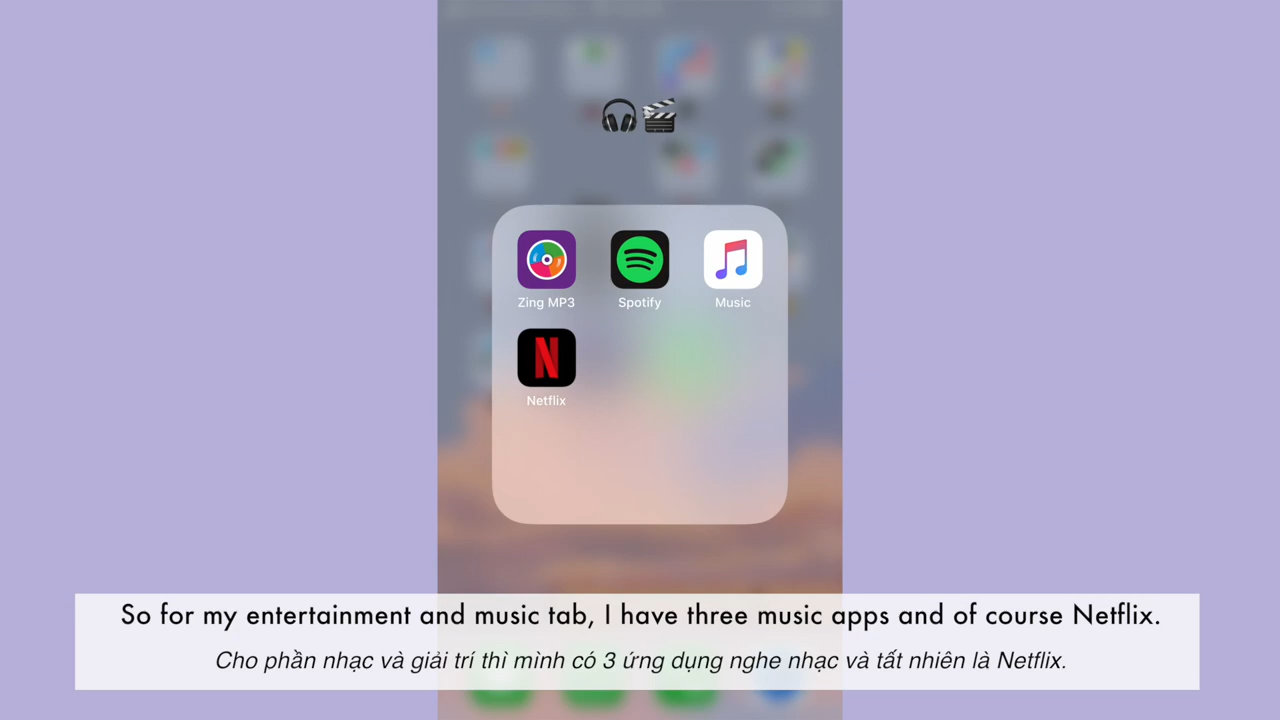 Zing MP3 Spotify Music
Netflix
So for my entertainment and music tab, I have three music apps and of course Netflix.
Cho phần nhạc và giải trí thì mình có 3 ứng dụng nghe nhạc và tất nhiên là Netflix.